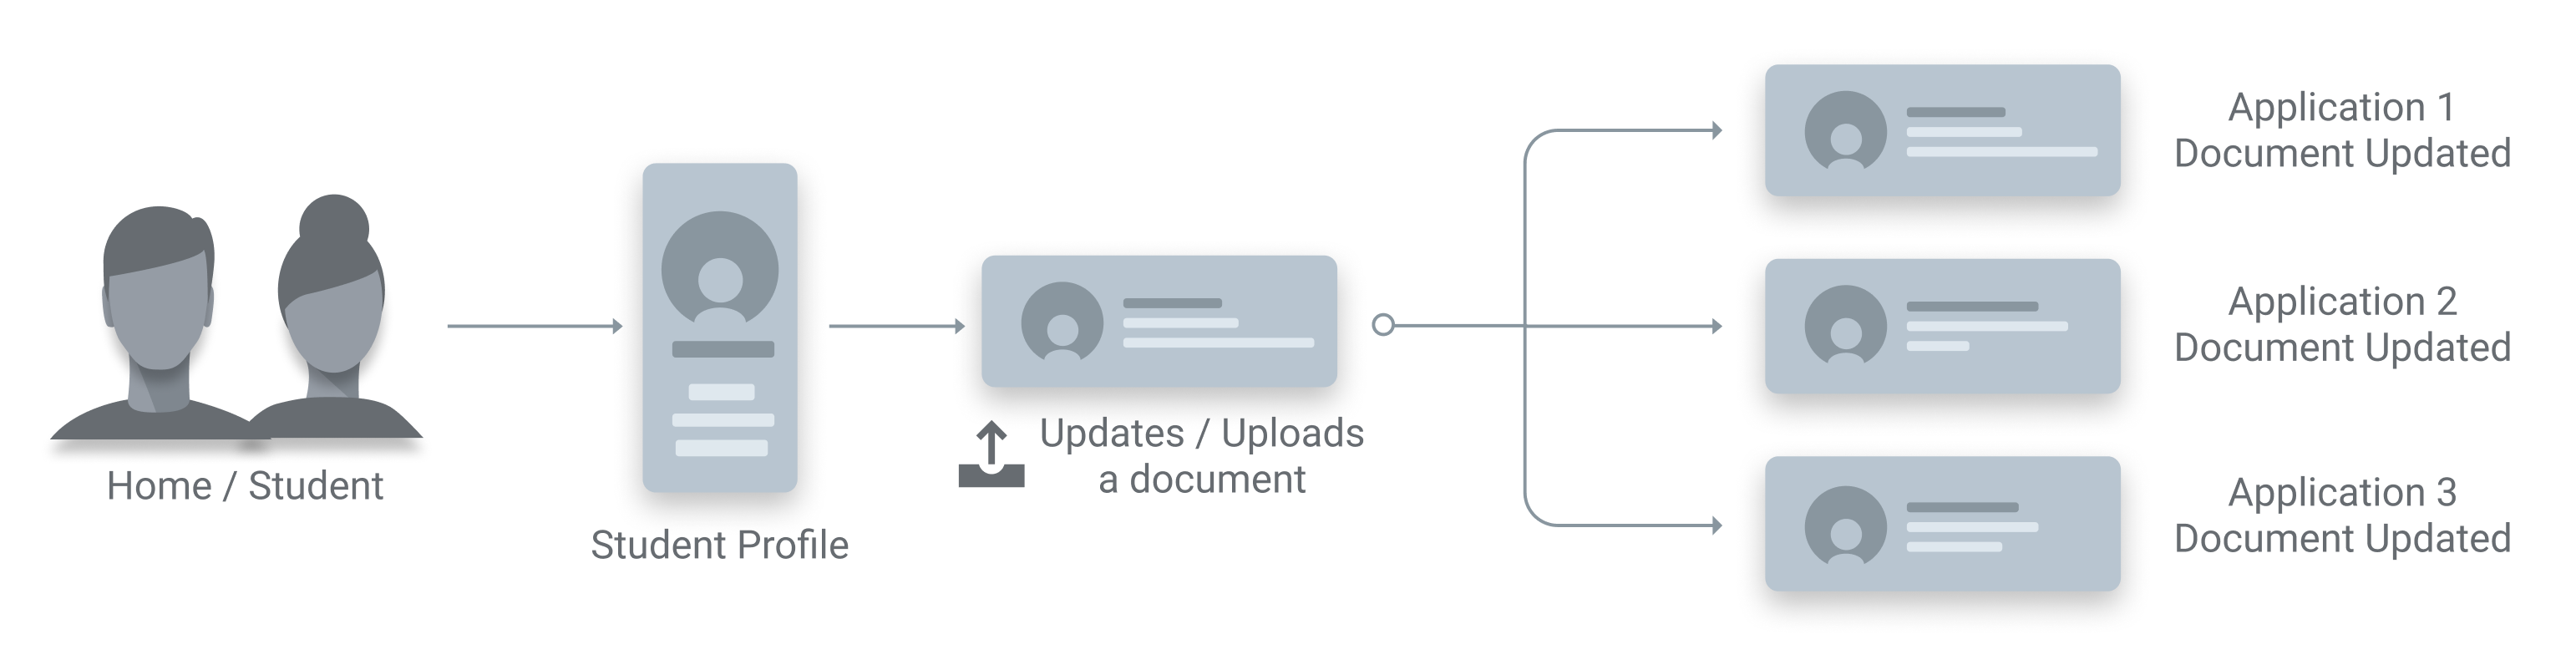 Home / Student
Student Profile
Updates / Uploads
a document
Application 1
Document Updated
Application 2
Document Updated
Application 3
Document Updated